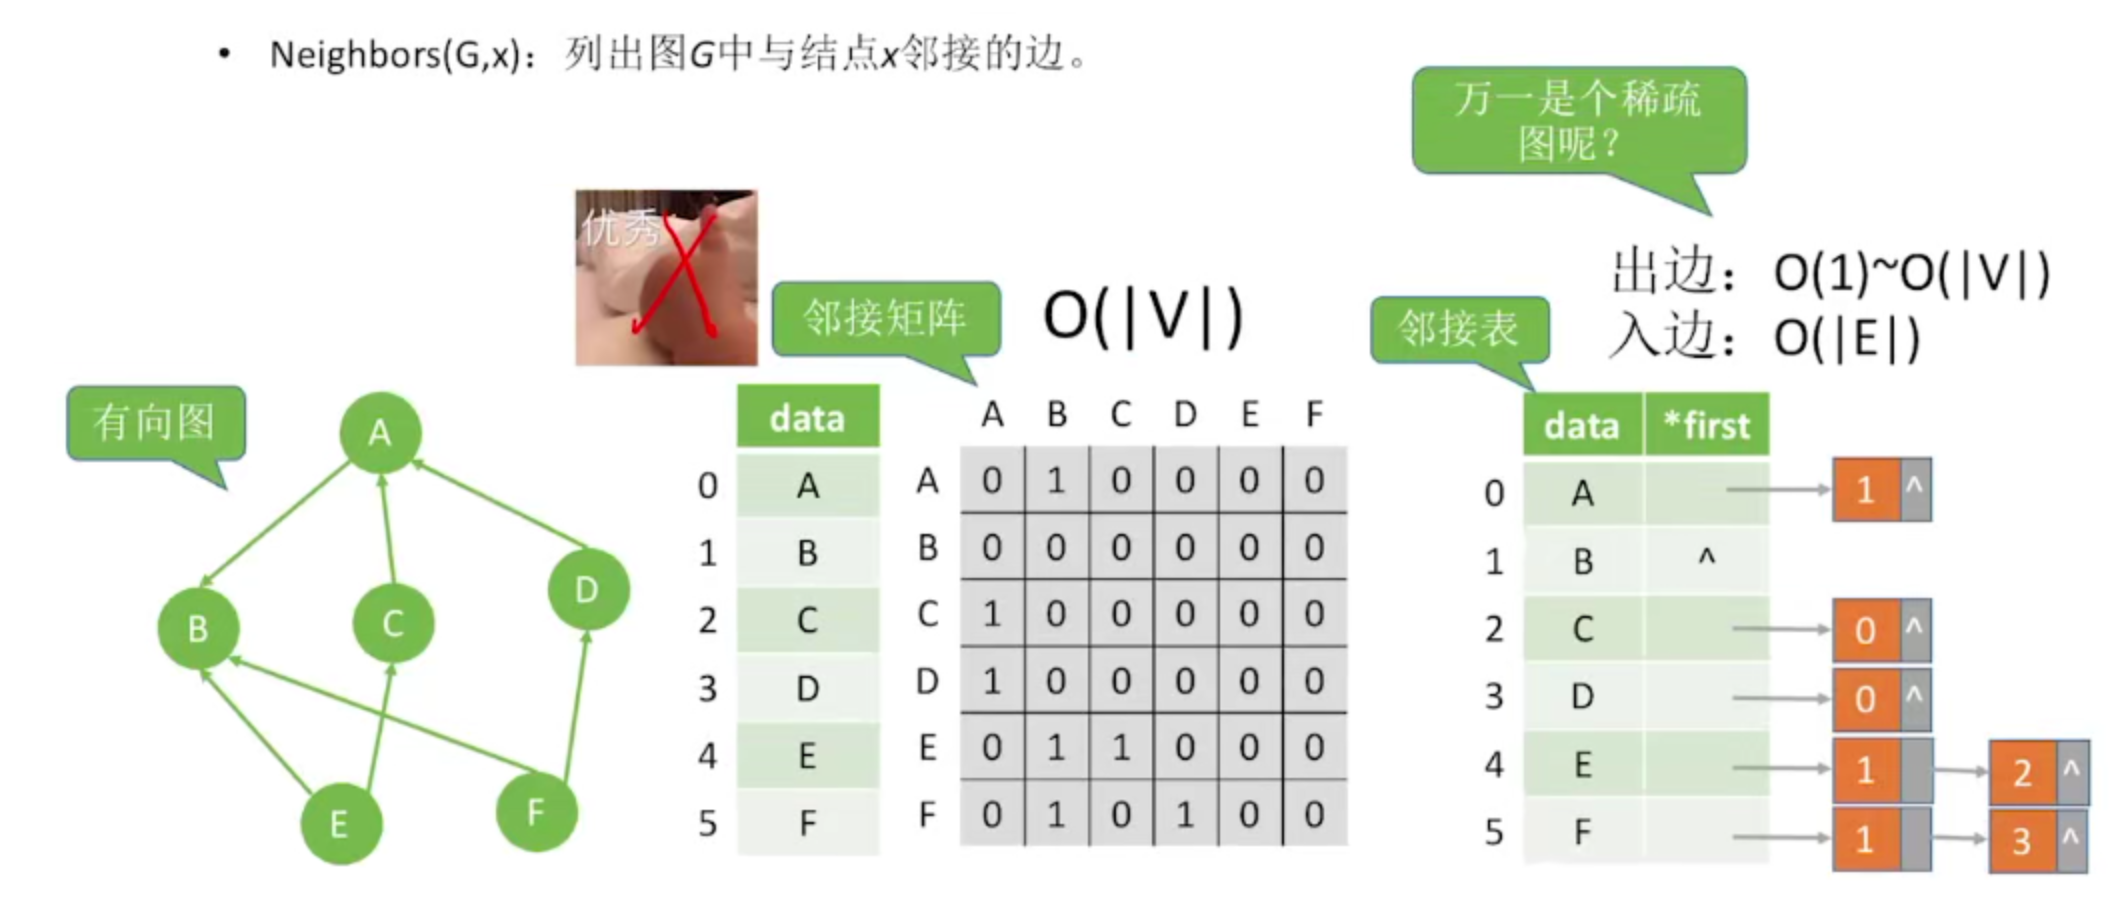 • Neighbors(G,x)：列出图G中与结点x邻接的边。
万一是个稀疏
图呢？
优秀
邻接矩阵
O(|V|)
出边：O(1)~O(|V|)
入边：O(|E|)
邻接表
有向图
A
B
C
D
E
F
data
0 A
1 B
2 C
3 D
4 E
5 F
A B C D E F
A 0 1 0 0 0 0
B 0 0 0 0 0 0
C 1 0 0 0 0 0
D 1 0 0 0 0 0
E 0 1 1 0 0 0
F 0 1 0 1 0 0
data *first
0 A 1 ^
1 B ^
2 C 0 ^
3 D 0 ^
4 E 1 2 ^
5 F 1 3 ^